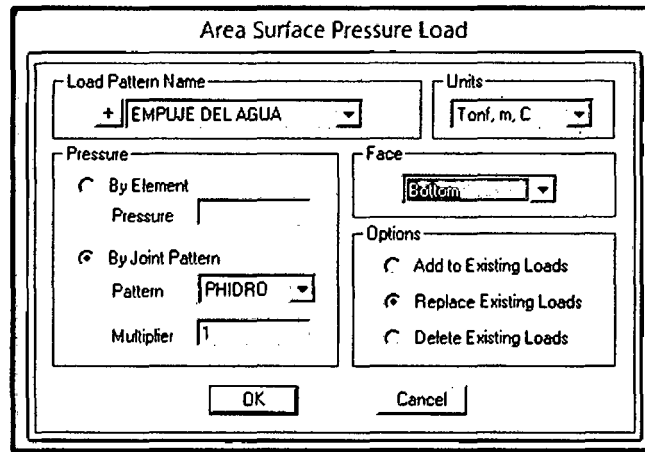 Area Surface Pressure Load
Load Pattern Name
+ EMPUJE DEL AGUA
Units
Tonf, m, C
Pressure
By Element
Pressure
By Joint Pattern
Pattern PHIDRO
Multiplier 1
Face
Bottom
Options
Add to Existing Loads
Replace Existing Loads
Delete Existing Loads
OK Cancel